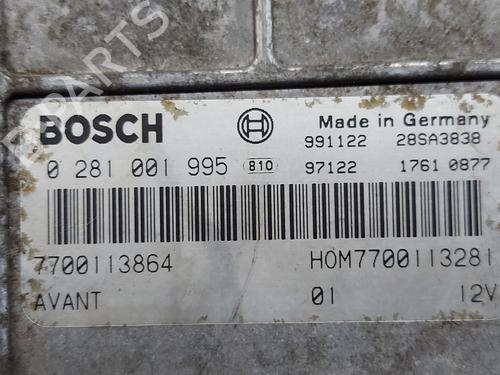 B PARTS
BOSCH
Made in Germany
991122 28SA3838
0 281 001 995 810 97122 1761 0877
7700113864 HOM7700113281
AVANT 01 12V